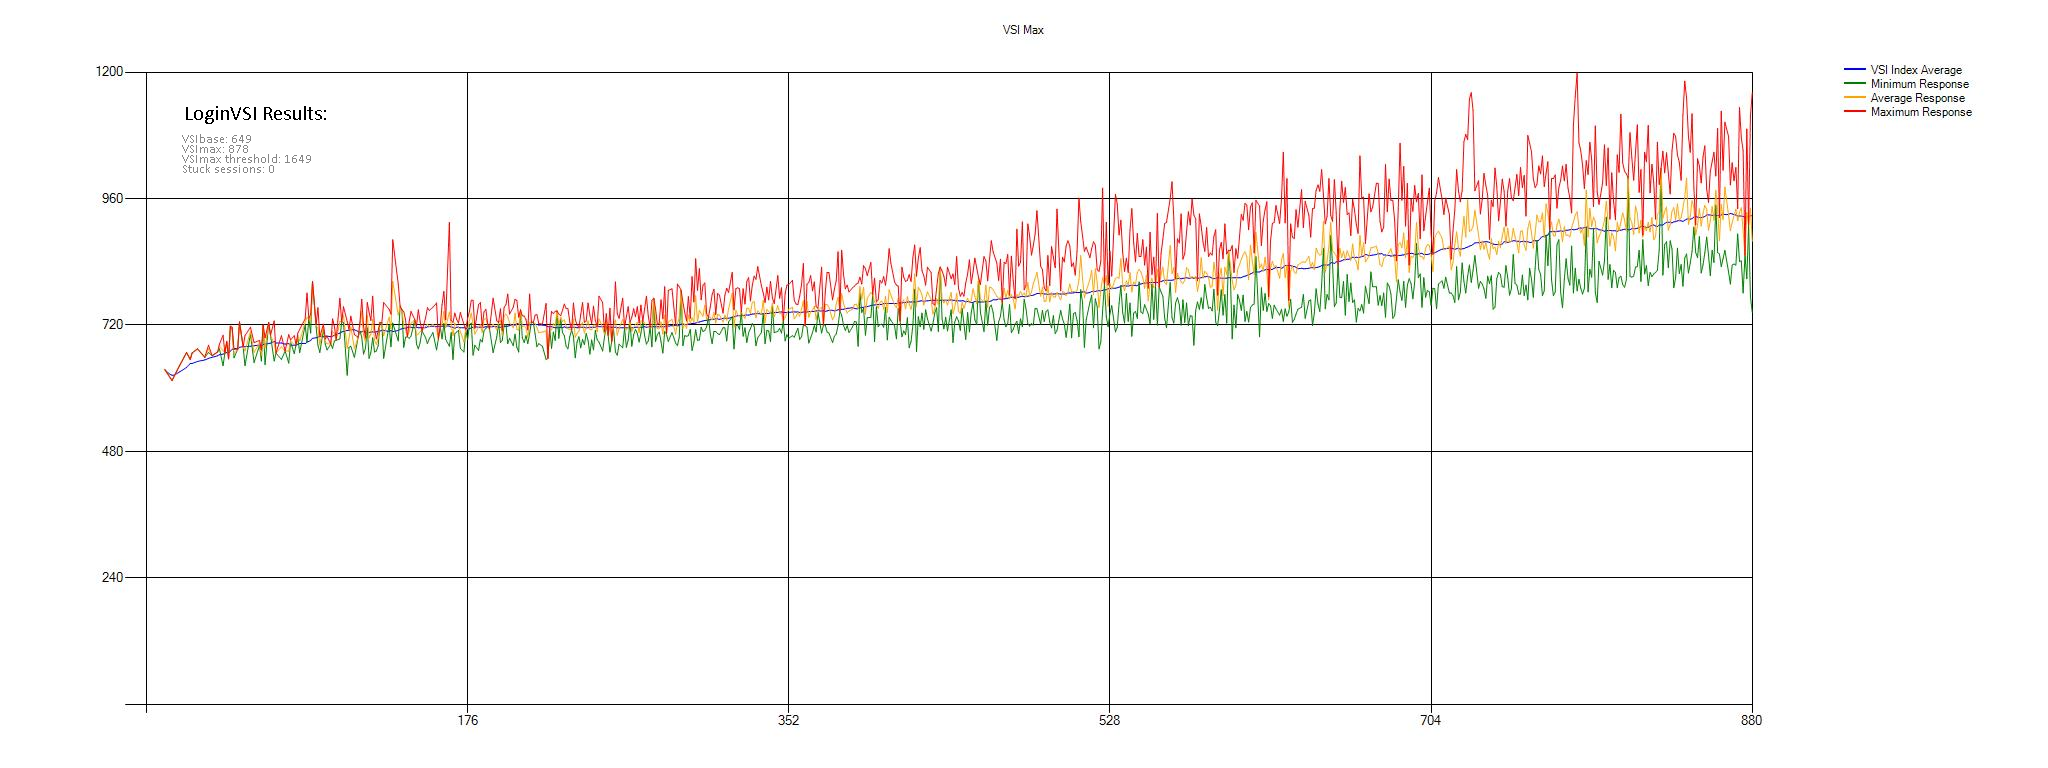 VSI Max
1200
960
720
480
240
LoginVSI Results:
VSIbase: 649
VSImax: 878
VSImax threshold: 1649
Stuck sessions: 0
VSI Index Average
Minimum Response
Average Response
Maximum Response
176
352
528
704
880